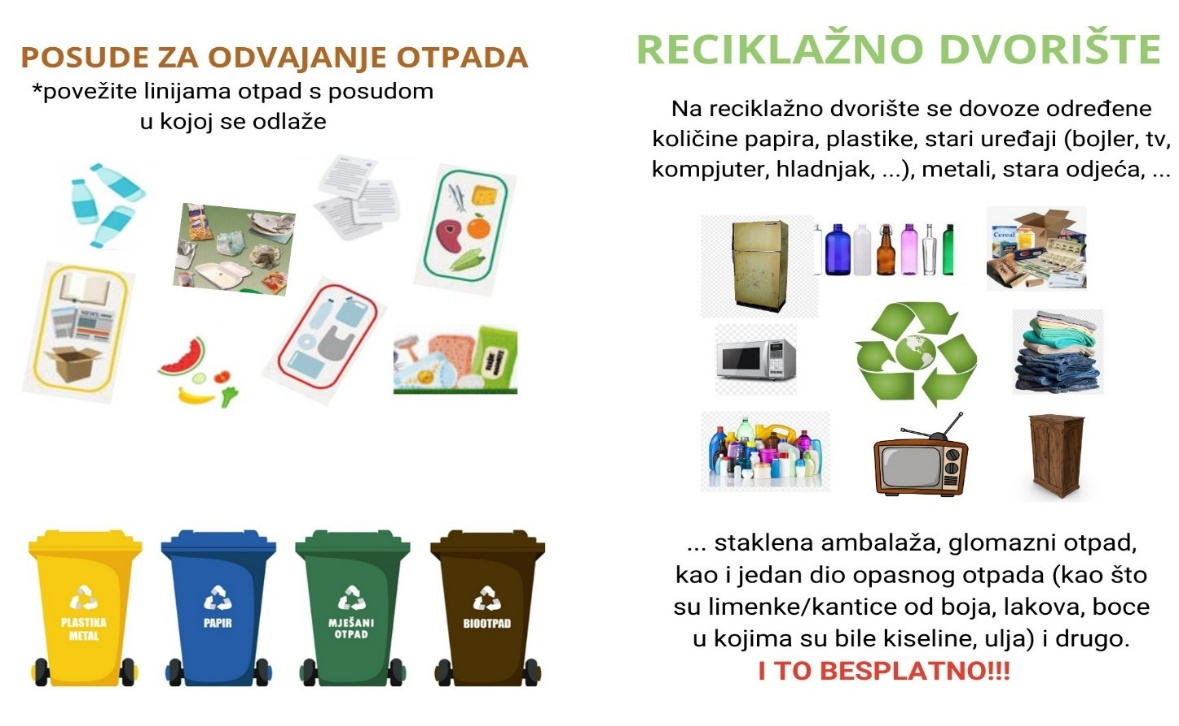 POSUDE ZA ODVAJANJE OTPADA
*povežite linijama otpad s posudom
u kojoj se odlaže
NEWS
PLASTIKA
METAL
PAPIR
MJEŠANI
OTPAD
BIOOTPAD
RECIKLAŽNO DVORIŠTE
Na reciklažno dvorište se dovoze određene
količine papira, plastike, stari uređaji (bojler, tv,
kompjuter, hladnjak, ...), metali, stara odjeća, ...
Cereal
... staklena ambalaža, glomazni otpad,
kao i jedan dio opasnog otpada (kao što
su limenke/kantice od boja, lakova, boce
u kojima su bile kiseline, ulja) i drugo.
I TO BESPLATNO!!!